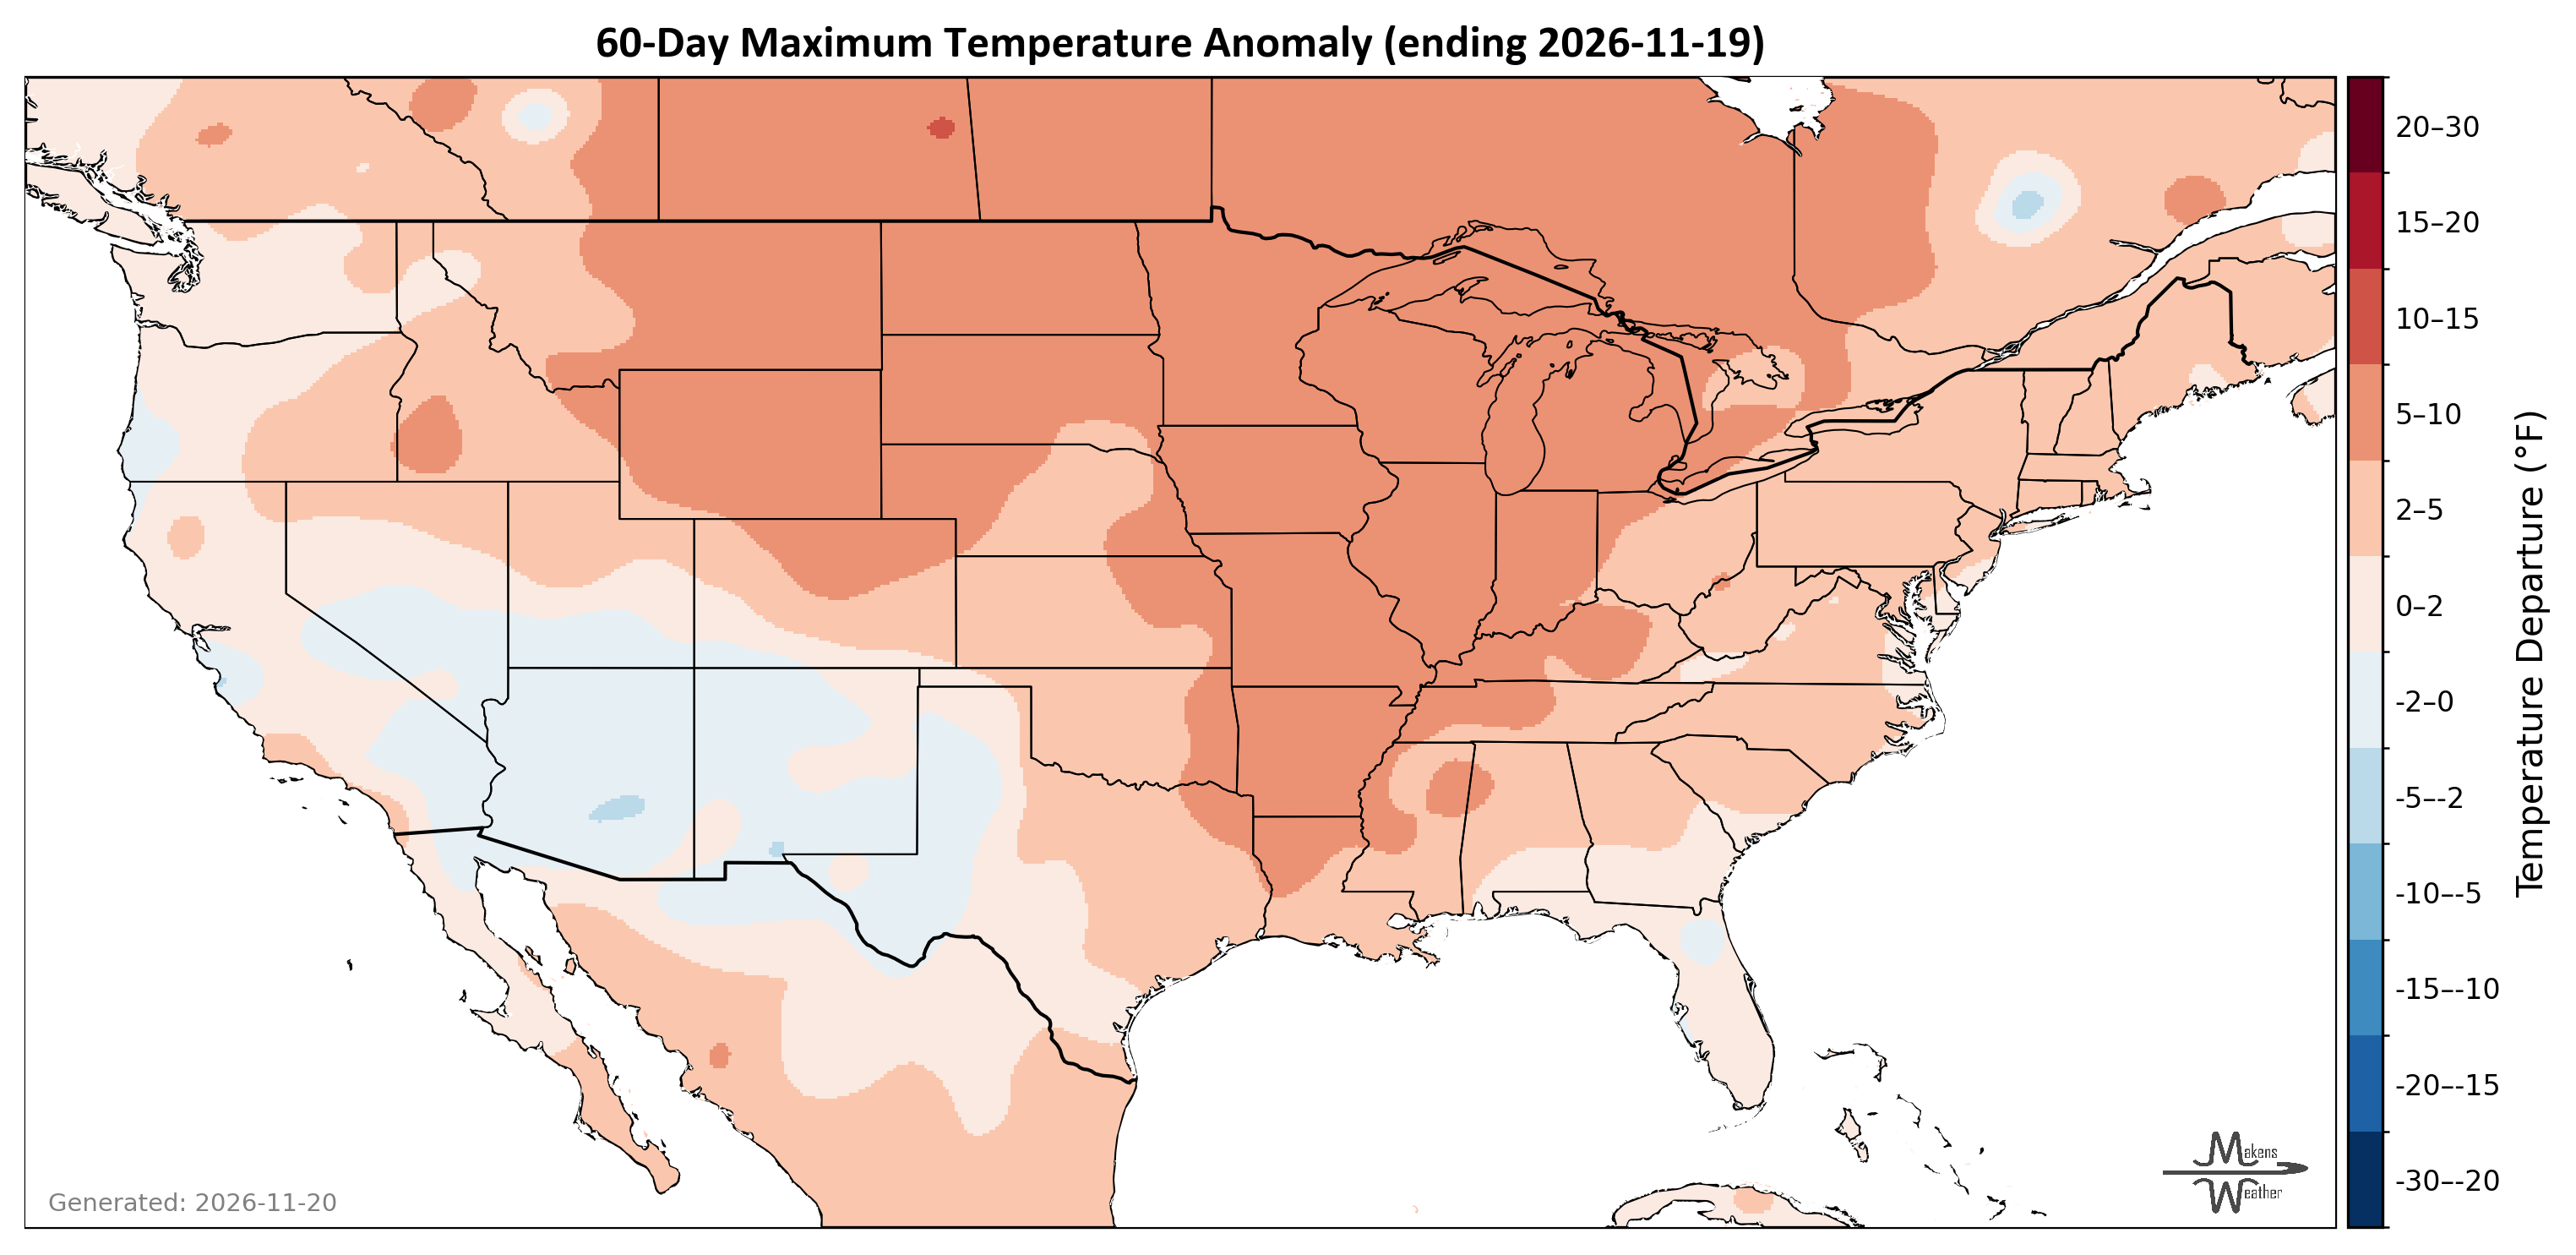 60-Day Maximum Temperature Anomaly (ending 2026-11-19)
20–30
15–20
10–15
5–10
2–5
0–2
-2–0
-5–-2
-10–-5
-15–-10
-20–-15
-30–-20
Temperature Departure (°F)
Makens
Weather
Generated: 2026-11-20